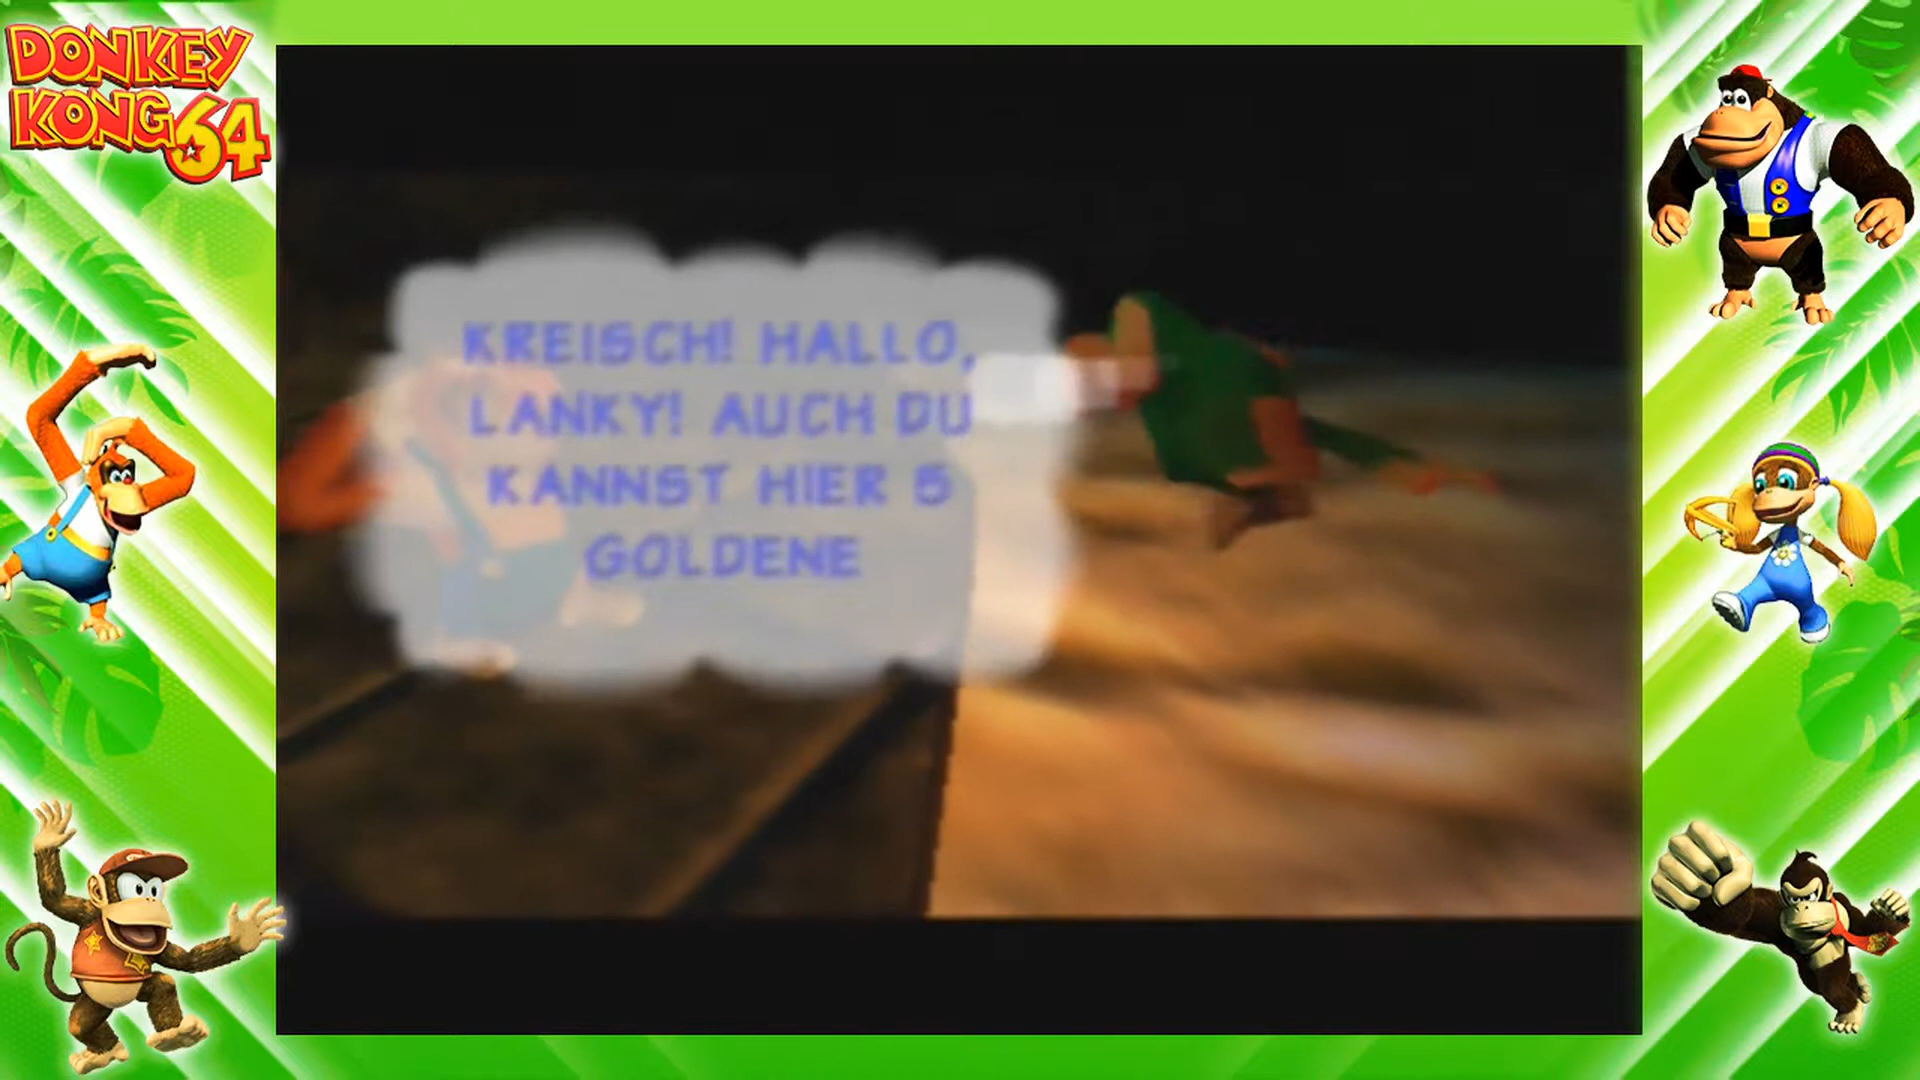 DONKEY
KONG 64
KREISCH! HALLO,
LANKY! AUCH DU
KANNST HIER 5
GOLDENE